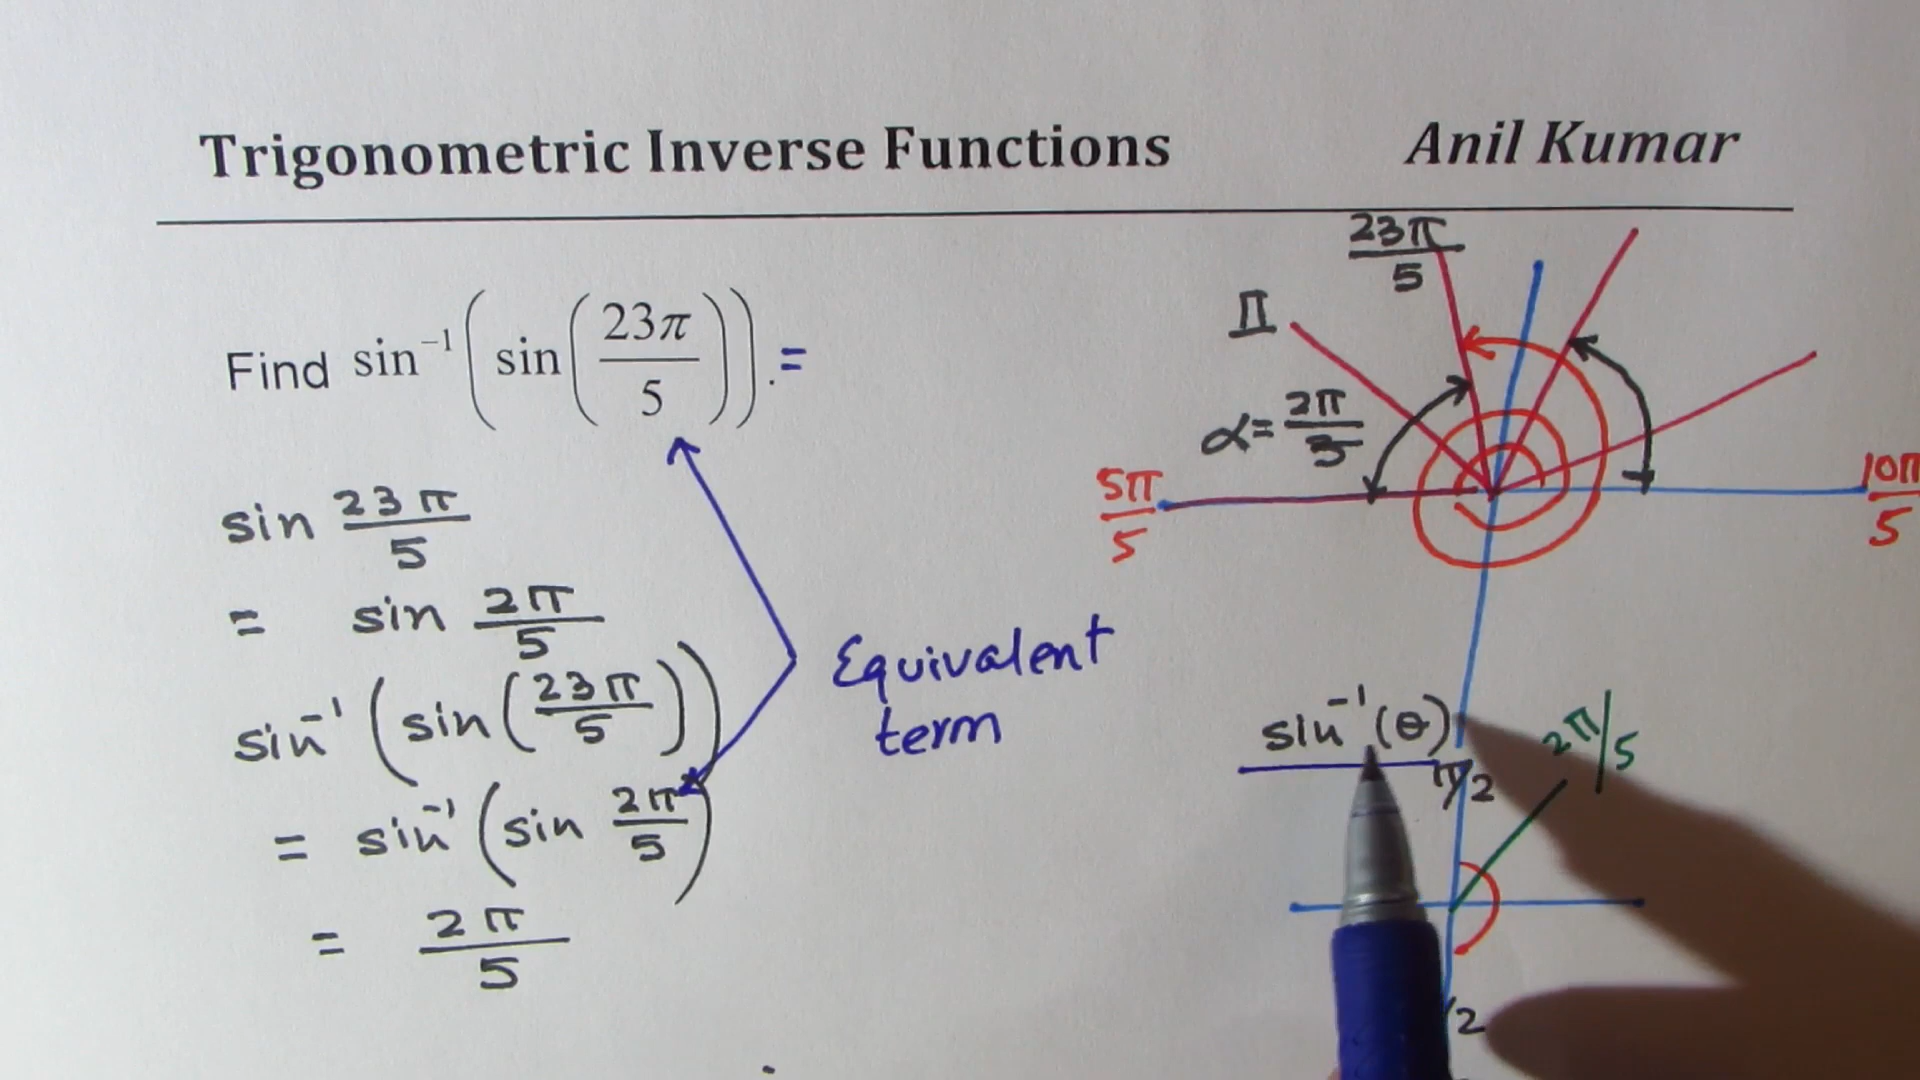 Trigonometric Inverse Functions Anil Kumar
Find sin⁻¹(sin(23π/5)). =
sin 23π/5
= sin 2π/5
sin⁻¹(sin(23π/5))
= sin⁻¹(sin 2π/5)
= 2π/5
Equivalent
term
23π/5
II
α = 2π/5
5π/5
10π/5
sin⁻¹(θ)
π/2
2π/5
/2